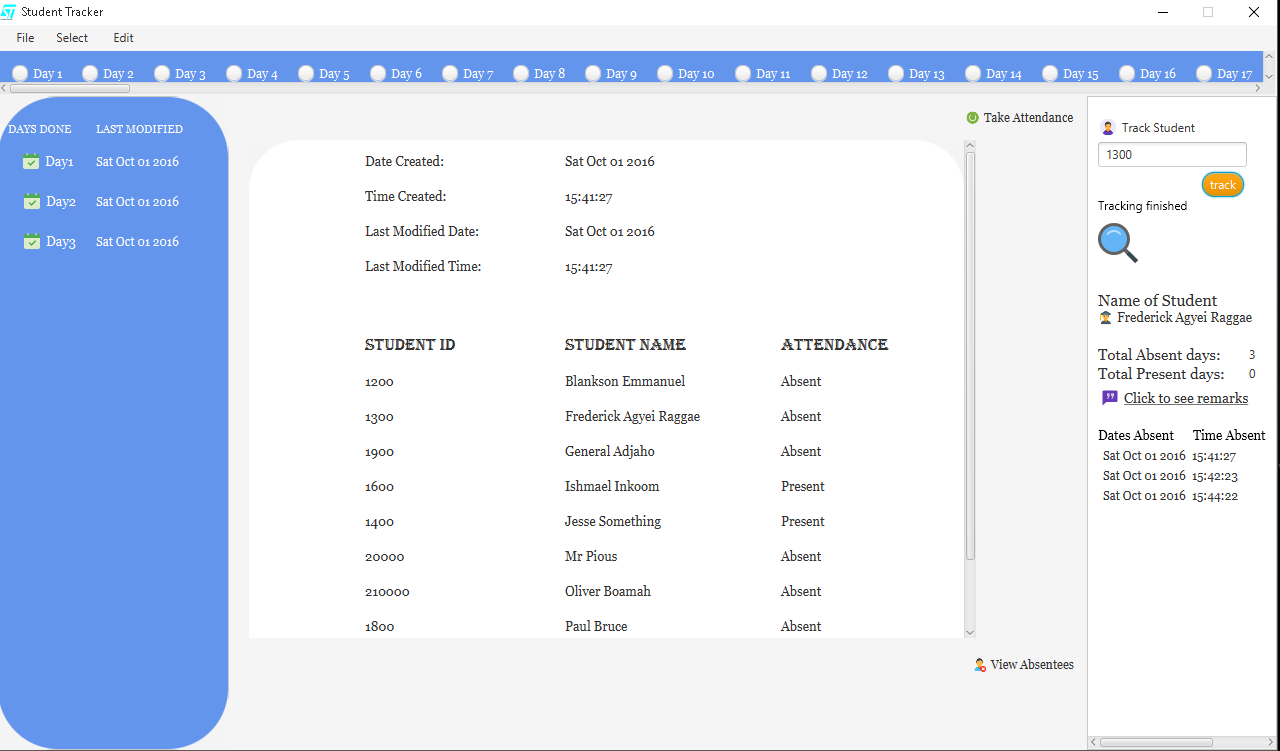 Student Tracker
File Select Edit
Day 1 Day 2 Day 3 Day 4 Day 5 Day 6 Day 7 Day 8 Day 9 Day 10 Day 11 Day 12 Day 13 Day 14 Day 15 Day 16 Day 17
DAYS DONE LAST MODIFIED
Day1 Sat Oct 01 2016
Day2 Sat Oct 01 2016
Day3 Sat Oct 01 2016
Take Attendance
Date Created: Sat Oct 01 2016
Time Created: 15:41:27
Last Modified Date: Sat Oct 01 2016
Last Modified Time: 15:41:27
STUDENT ID STUDENT NAME ATTENDANCE
1200 Blankson Emmanuel Absent
1300 Frederick Agyei Raggae Absent
1900 General Adjaho Absent
1600 Ishmael Inkoom Present
1400 Jesse Something Present
20000 Mr Pious Absent
210000 Oliver Boamah Absent
1800 Paul Bruce Absent
View Absentees
Track Student
1300
track
Tracking finished
Name of Student
Frederick Agyei Raggae
Total Absent days: 3
Total Present days: 0
Click to see remarks
Dates Absent Time Absent
Sat Oct 01 2016 15:41:27
Sat Oct 01 2016 15:42:23
Sat Oct 01 2016 15:44:22